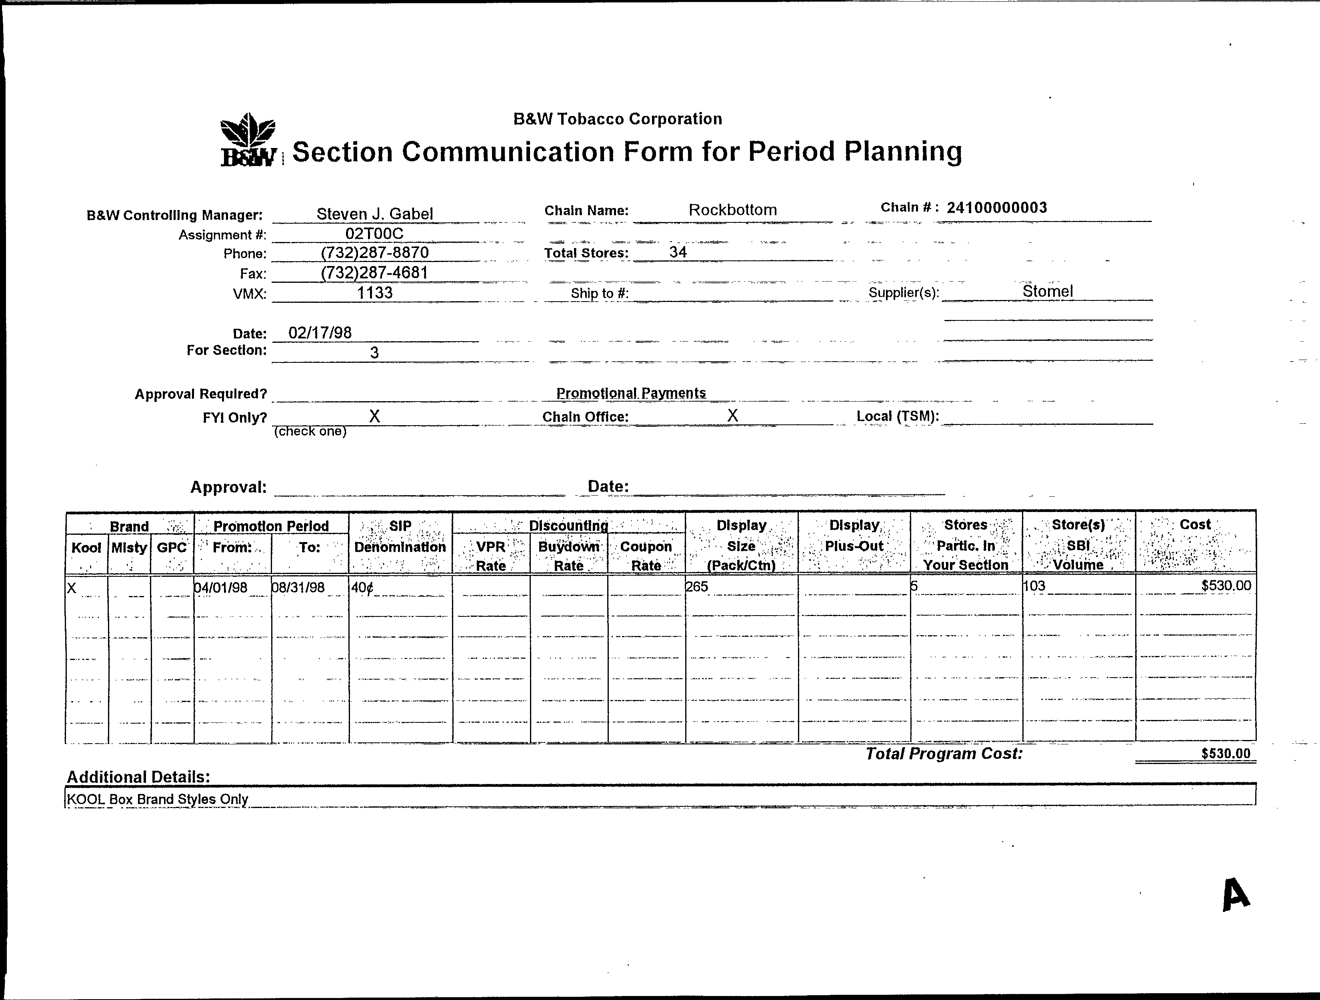 B&W Tobacco Corporation
B&W Section Communication Form for Period Planning
B&W Controlling Manager: Steven J. Gabel Chain Name: Rockbottom Chain # : 24100000003
Assignment #: 02T00C
Phone: (732)287-8870 Total Stores: 34
Fax: (732)287-4681
VMX: 1133 Ship to #: Supplier(s): Stomel
Date: 02/17/98
For Section: 3
Approval Required? Promotional Payments
FYI Only? X Chain Office: X Local (TSM):
(check one)
Approval: Date:
Brand Promotion Period SIP Discounting Display Display Stores Store(s) Cost
Kool Misty GPC From: To: Denomination VPR Buydown Coupon Size Plus-Out Partic. In SBI
Rate Rate Rate (Pack/Ctn) Your Section Volume
X 04/01/98 08/31/98 40¢ 265 5 103 $530.00
Total Program Cost: $530.00
Additional Details:
KOOL Box Brand Styles Only
A